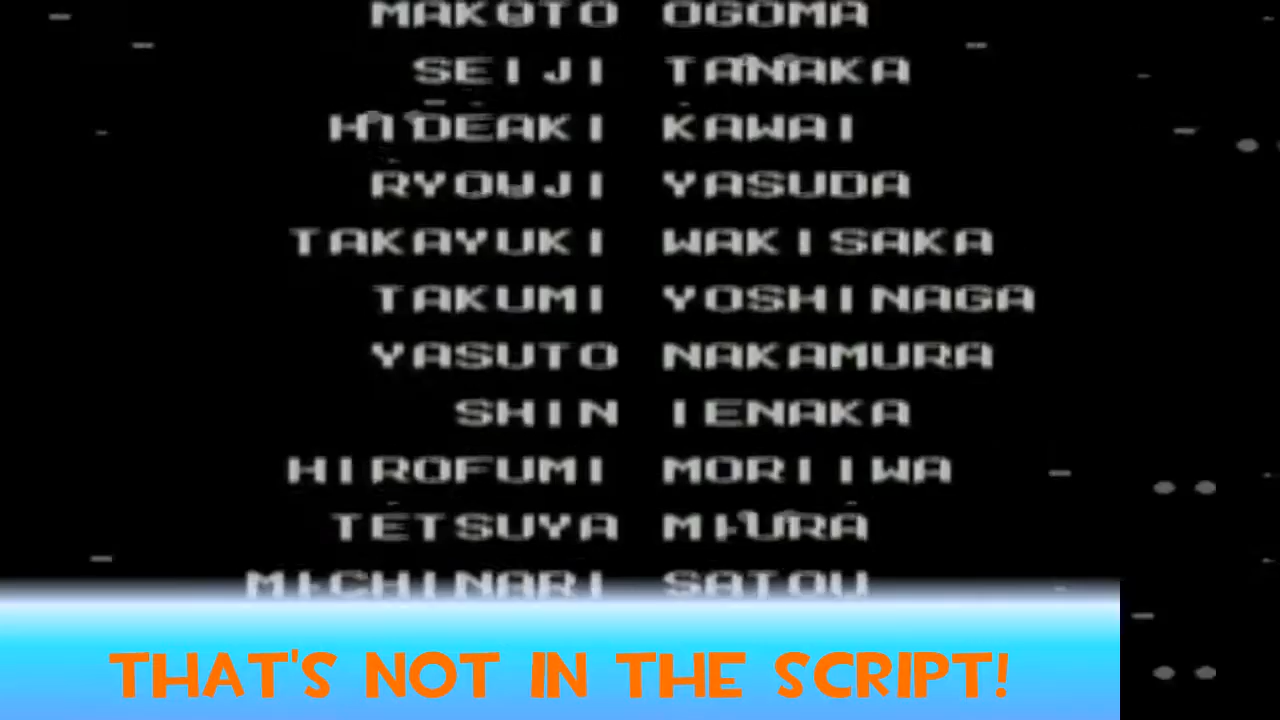 MAKOTO OGOMA
SEIJI TANAKA
HIDEAKI KAWAI
RYOUJI YASUDA
TAKAYUKI WAKISAKA
TAKUMI YOSHINAGA
YASUTO NAKAMURA
SHIN IENAKA
HIROFUMI MORIIWA
TETSUYA MIURA
MICHINARI SATOU
THAT'S NOT IN THE SCRIPT!